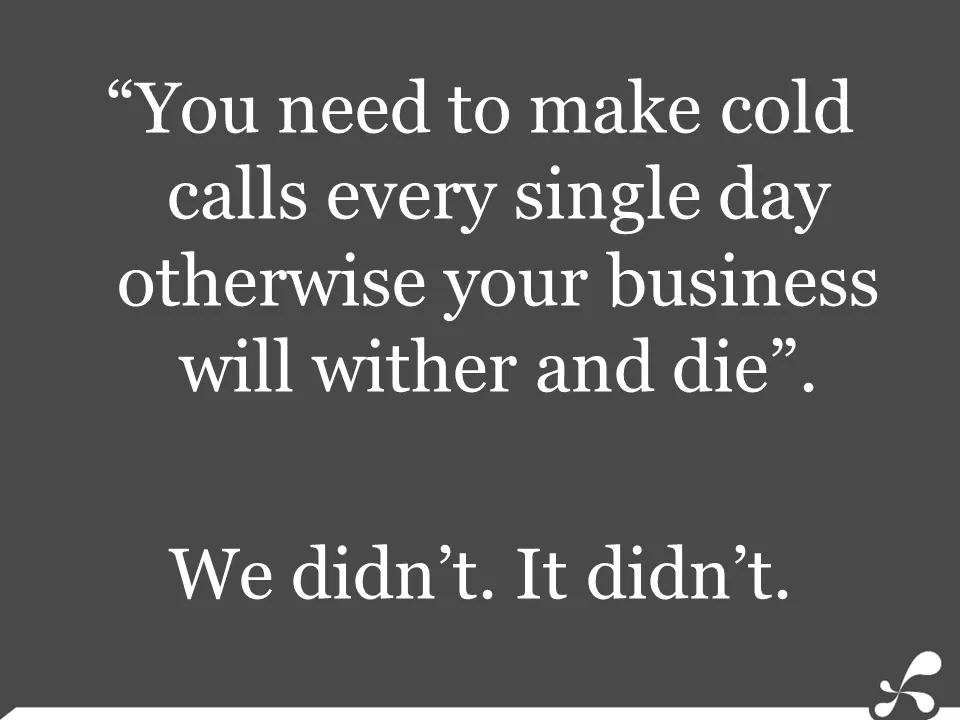 “You need to make cold
calls every single day
otherwise your business
will wither and die”.
We didn’t. It didn’t.